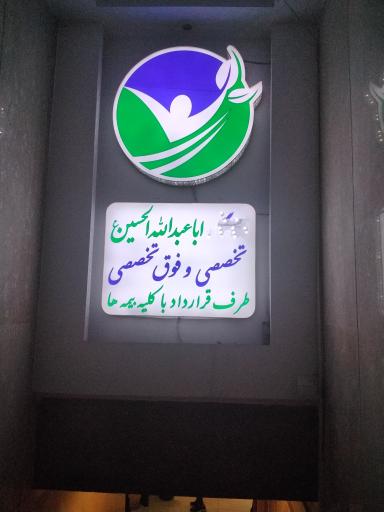 اباعبدالله الحسین ع
تخصصی و فوق تخصصی
طرف قرارداد با کلیه بیمه ها